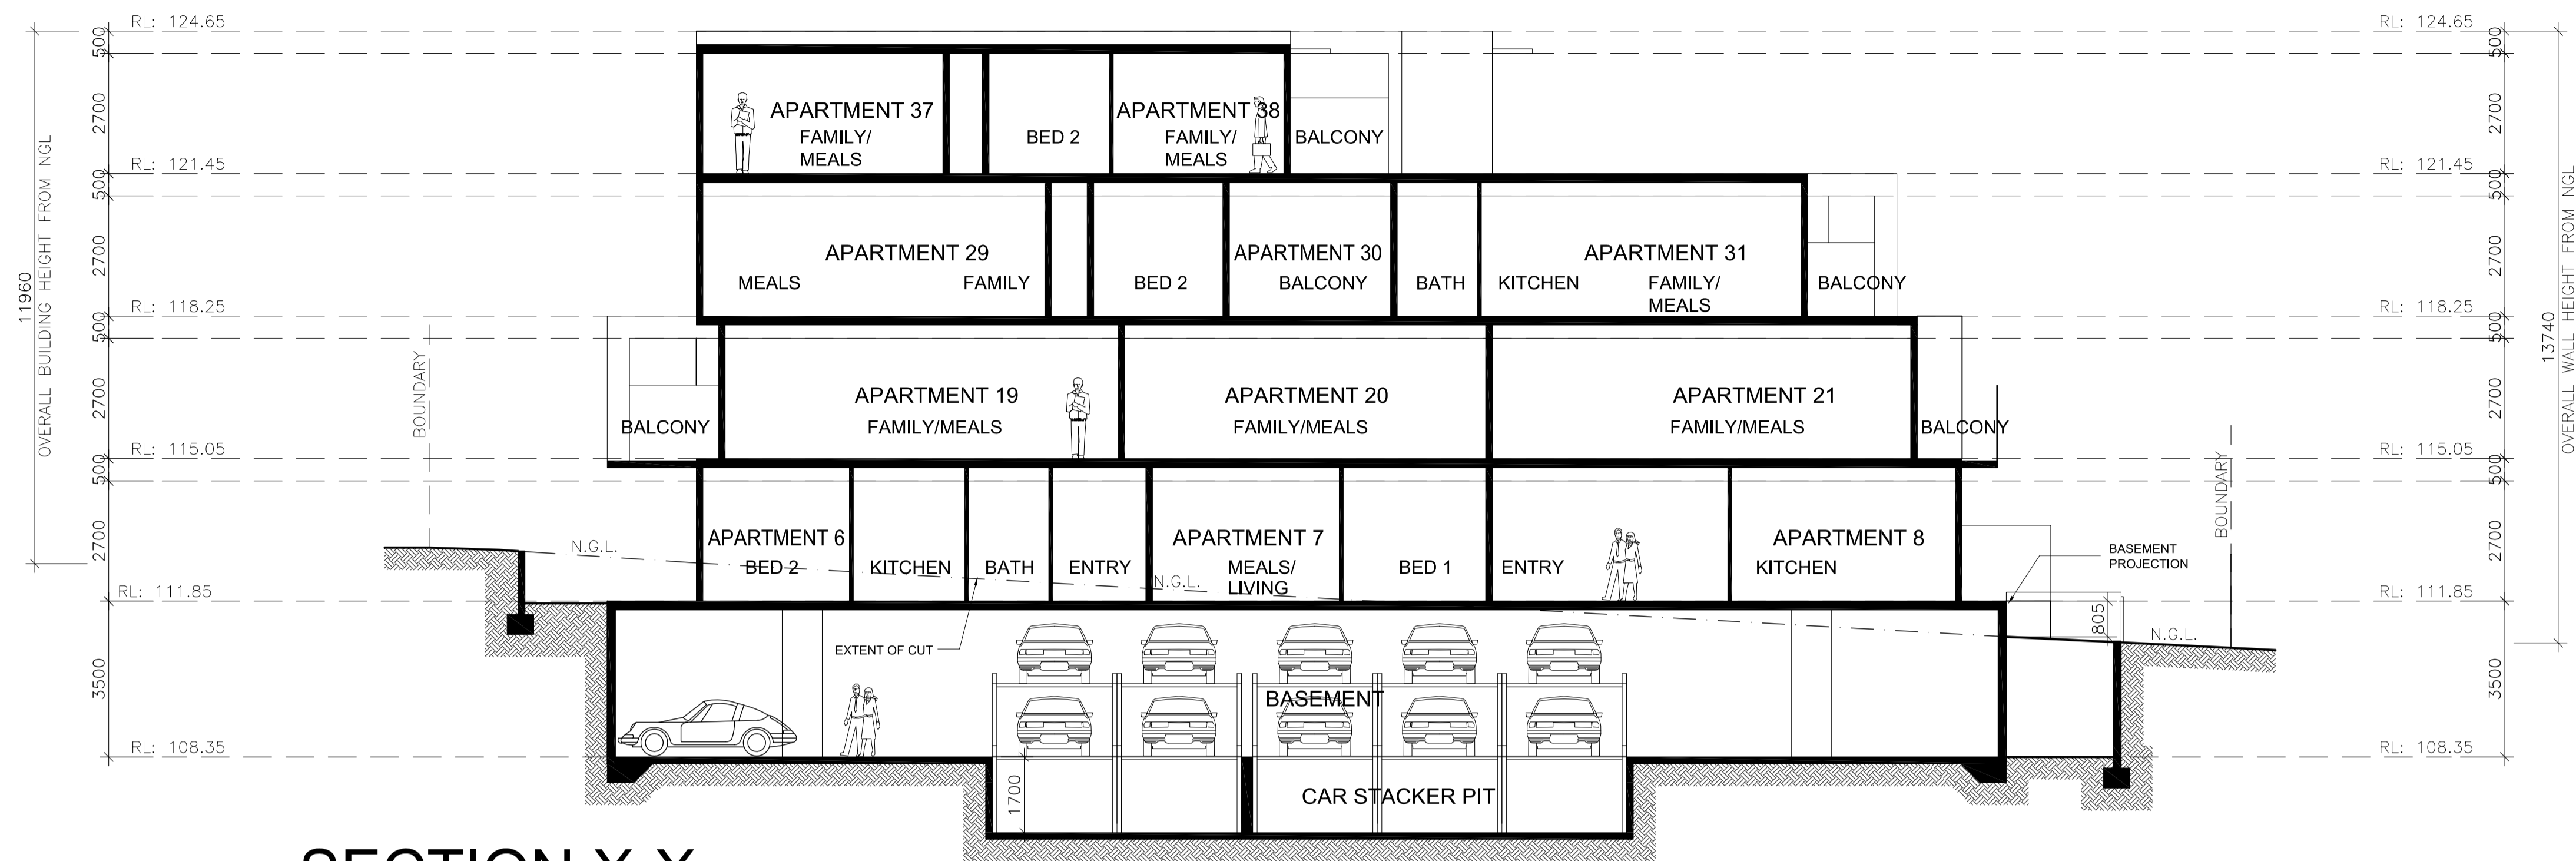 RL: 124.65
RL: 124.65
500
500
2700
APARTMENT 37
FAMILY/
MEALS
BED 2
APARTMENT 38
FAMILY/
MEALS
BALCONY
2700
RL: 121.45
RL: 121.45
500
500
2700
APARTMENT 29
MEALS
FAMILY
BED 2
APARTMENT 30
BALCONY
BATH
KITCHEN
APARTMENT 31
FAMILY/
MEALS
BALCONY
2700
11960
OVERALL BUILDING HEIGHT FROM NGL
13740
OVERALL WALL HEIGHT FROM NGL
RL: 118.25
RL: 118.25
500
500
BOUNDARY
2700
BALCONY
APARTMENT 19
FAMILY/MEALS
APARTMENT 20
FAMILY/MEALS
APARTMENT 21
FAMILY/MEALS
BALCONY
2700
RL: 115.05
RL: 115.05
500
500
BOUNDARY
2700
N.G.L.
APARTMENT 6
BED 2
KITCHEN
BATH
ENTRY
N.G.L.
APARTMENT 7
MEALS/
LIVING
BED 1
ENTRY
APARTMENT 8
KITCHEN
BASEMENT
PROJECTION
2700
RL: 111.85
RL: 111.85
805
N.G.L.
EXTENT OF CUT
3500
BASEMENT
3500
RL: 108.35
RL: 108.35
1700
CAR STACKER PIT
SECTION X-X